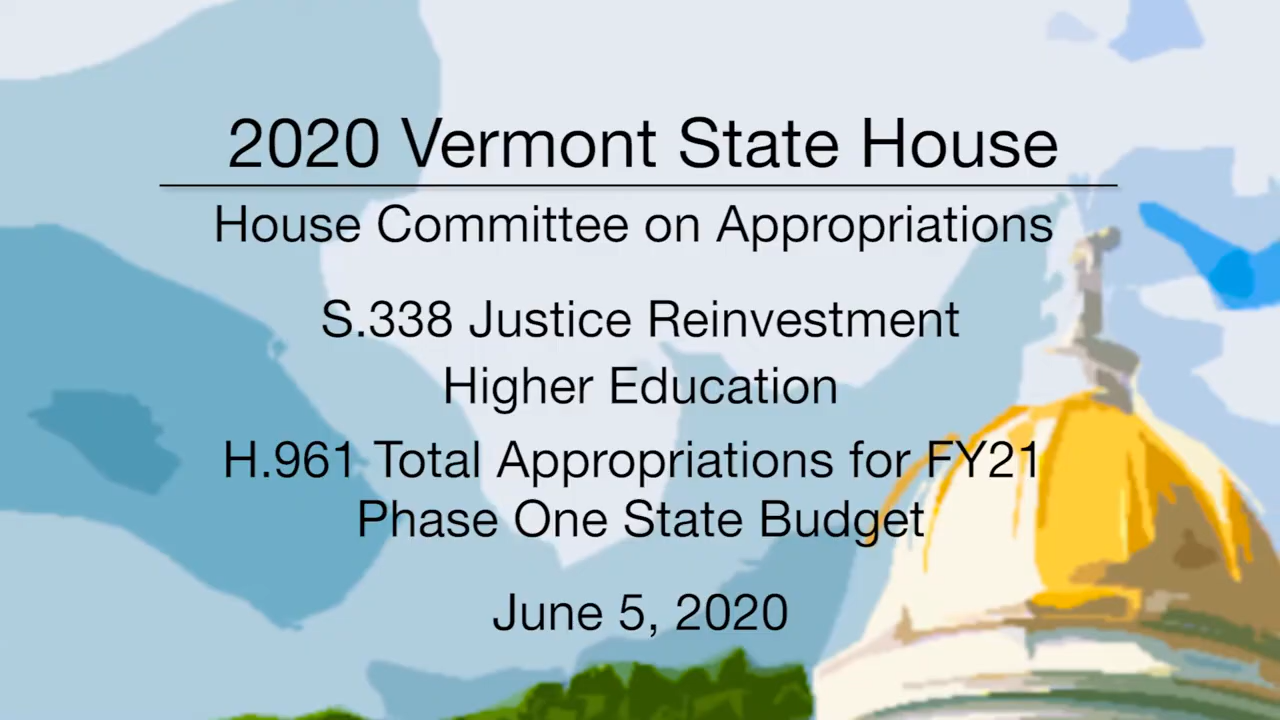 2020 Vermont State House
House Committee on Appropriations
S.338 Justice Reinvestment
Higher Education
H.961 Total Appropriations for FY21
Phase One State Budget
June 5, 2020